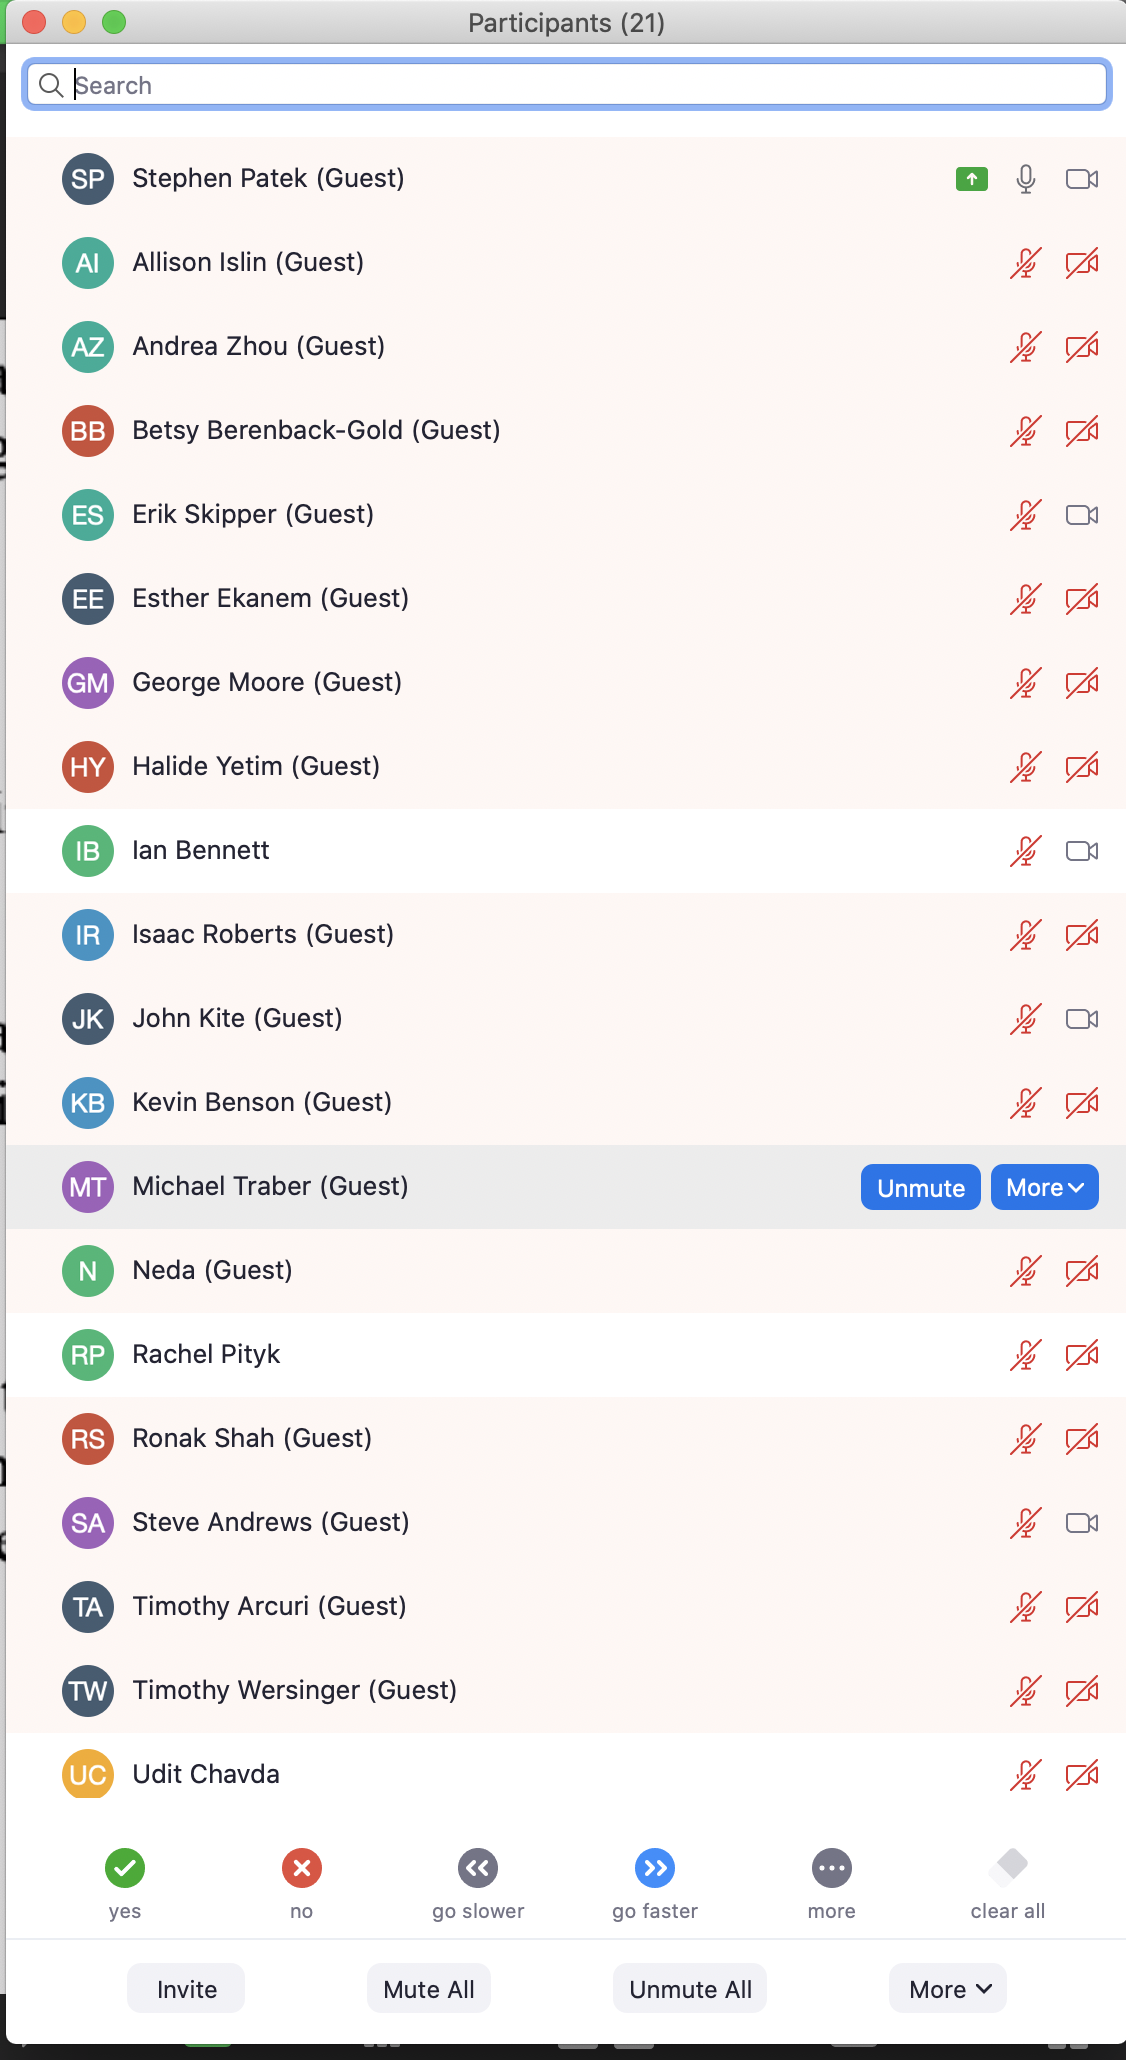 Participants (21)
Search
SP Stephen Patek (Guest)
AI Allison Islin (Guest)
AZ Andrea Zhou (Guest)
BB Betsy Berenback-Gold (Guest)
ES Erik Skipper (Guest)
EE Esther Ekanem (Guest)
GM George Moore (Guest)
HY Halide Yetim (Guest)
IB Ian Bennett
IR Isaac Roberts (Guest)
JK John Kite (Guest)
KB Kevin Benson (Guest)
MT Michael Traber (Guest) Unmute More
N Neda (Guest)
RP Rachel Pityk
RS Ronak Shah (Guest)
SA Steve Andrews (Guest)
TA Timothy Arcuri (Guest)
TW Timothy Wersinger (Guest)
UC Udit Chavda
yes no go slower go faster more clear all
Invite Mute All Unmute All More